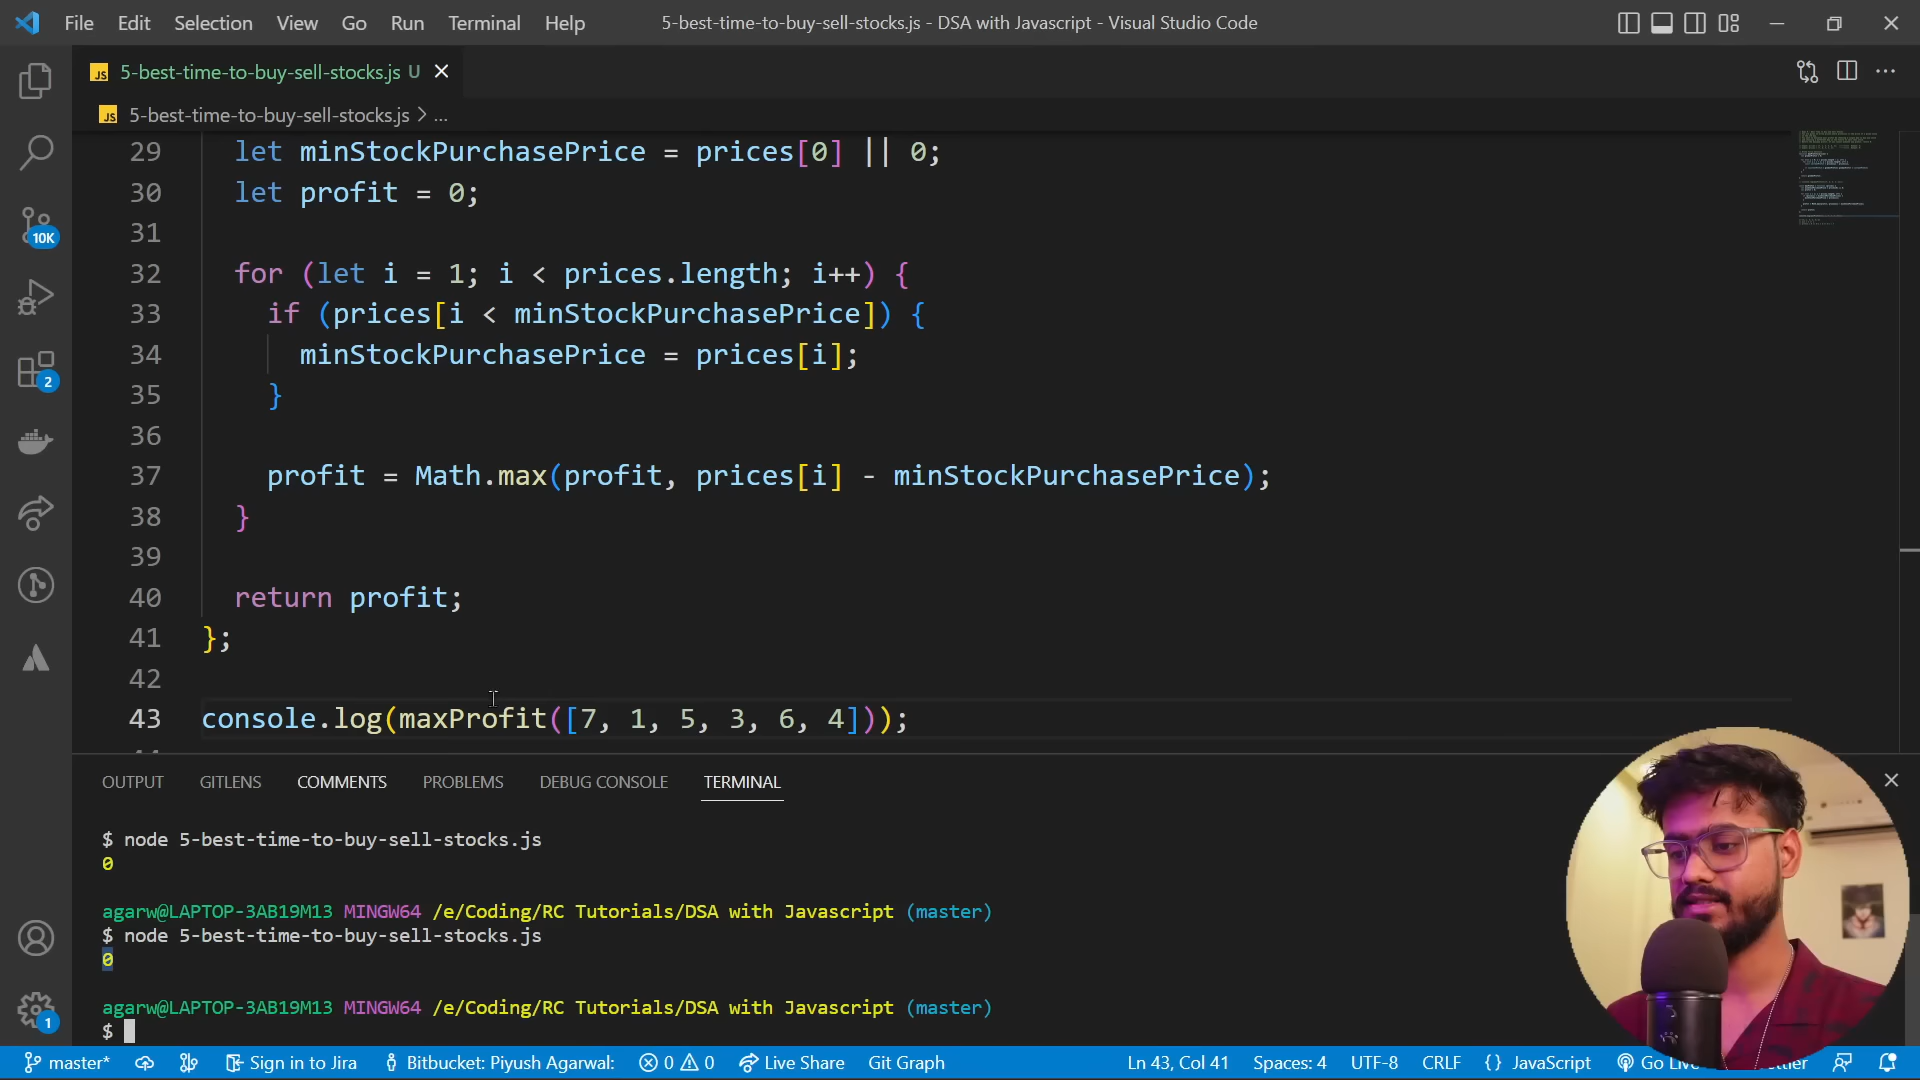 File Edit Selection View Go Run Terminal Help 5-best-time-to-buy-sell-stocks.js - DSA with Javascript - Visual Studio Code
JS 5-best-time-to-buy-sell-stocks.js U
JS 5-best-time-to-buy-sell-stocks.js > ...
29 let minStockPurchasePrice = prices[0] || 0;
30 let profit = 0;
31
32 for (let i = 1; i < prices.length; i++) {
33 if (prices[i < minStockPurchasePrice]) {
34 minStockPurchasePrice = prices[i];
35 }
36
37 profit = Math.max(profit, prices[i] - minStockPurchasePrice);
38 }
39
40 return profit;
41 };
42
43 console.log(maxProfit([7, 1, 5, 3, 6, 4]));
10K
2
1
OUTPUT GITLENS COMMENTS PROBLEMS DEBUG CONSOLE TERMINAL
$ node 5-best-time-to-buy-sell-stocks.js
0
agarw@LAPTOP-3AB19M13 MINGW64 /e/Coding/RC Tutorials/DSA with Javascript (master)
$ node 5-best-time-to-buy-sell-stocks.js
0
agarw@LAPTOP-3AB19M13 MINGW64 /e/Coding/RC Tutorials/DSA with Javascript (master)
$
master* Sign in to Jira Bitbucket: Piyush Agarwal: 0 0 Live Share Git Graph Ln 43, Col 41 Spaces: 4 UTF-8 CRLF {} JavaScript Go